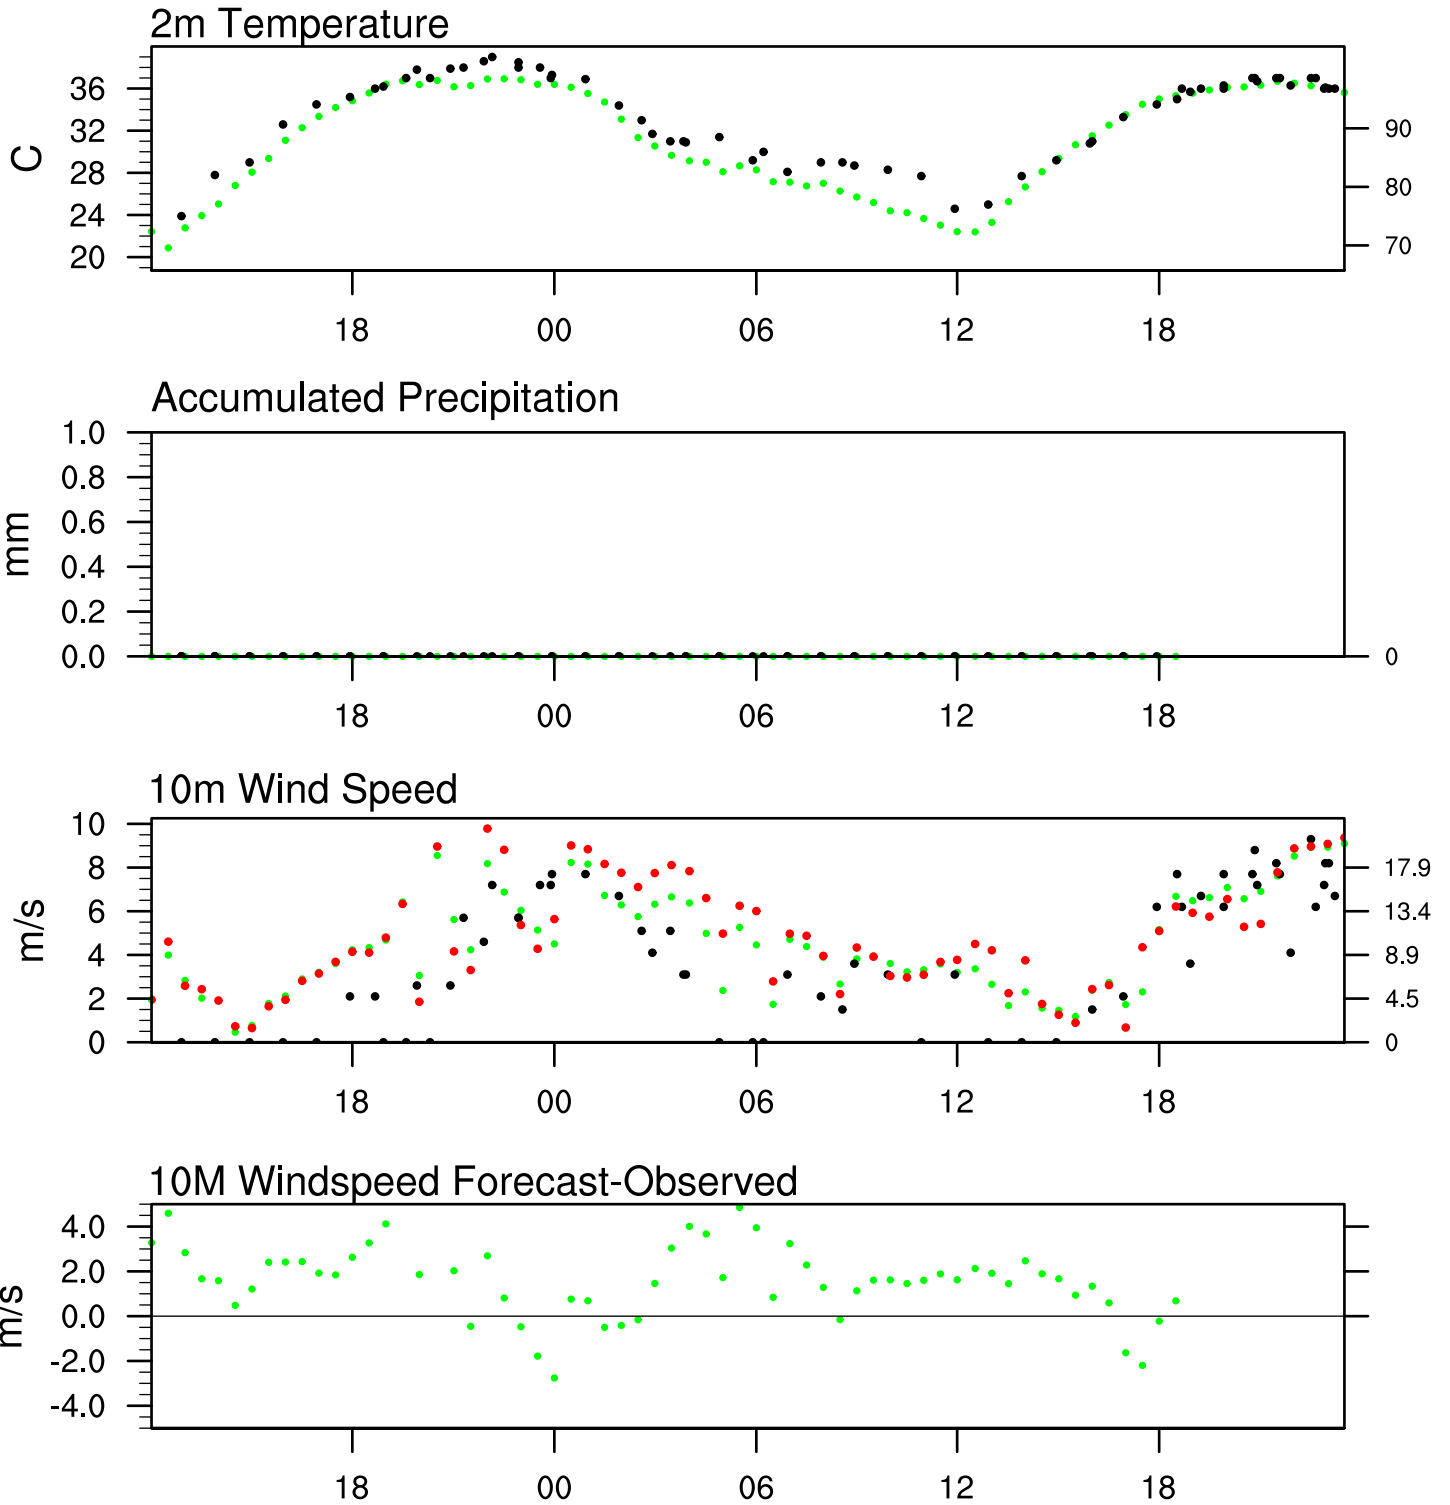 2m Temperature
C
36
32
28
24
20
90
80
70
18 00 06 12 18
Accumulated Precipitation
mm
1.0
0.8
0.6
0.4
0.2
0.0
0
18 00 06 12 18
10m Wind Speed
m/s
10
8
6
4
2
0
17.9
13.4
8.9
4.5
0
18 00 06 12 18
10M Windspeed Forecast-Observed
m/s
4.0
2.0
0.0
-2.0
-4.0
18 00 06 12 18